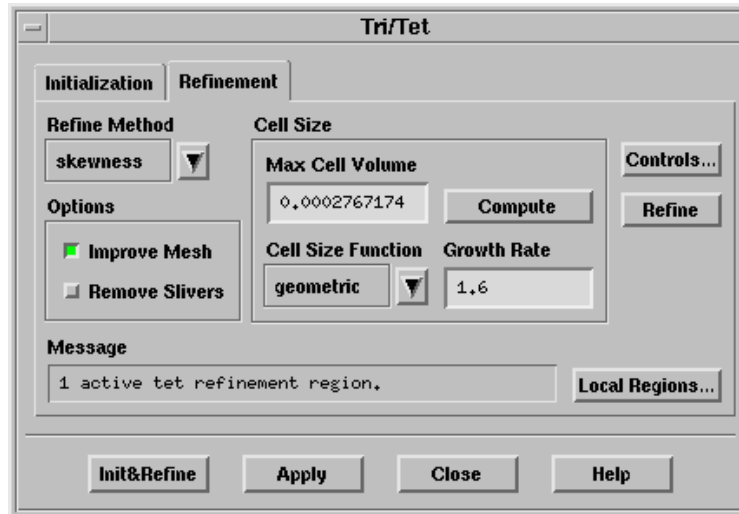 Tri/Tet
Initialization Refinement
Refine Method Cell Size
skewness Max Cell Volume Controls...
0.0002767174 Compute Refine
Options
Improve Mesh Cell Size Function Growth Rate
Remove Slivers geometric 1.6
Message
1 active tet refinement region. Local Regions...
Init&Refine Apply Close Help